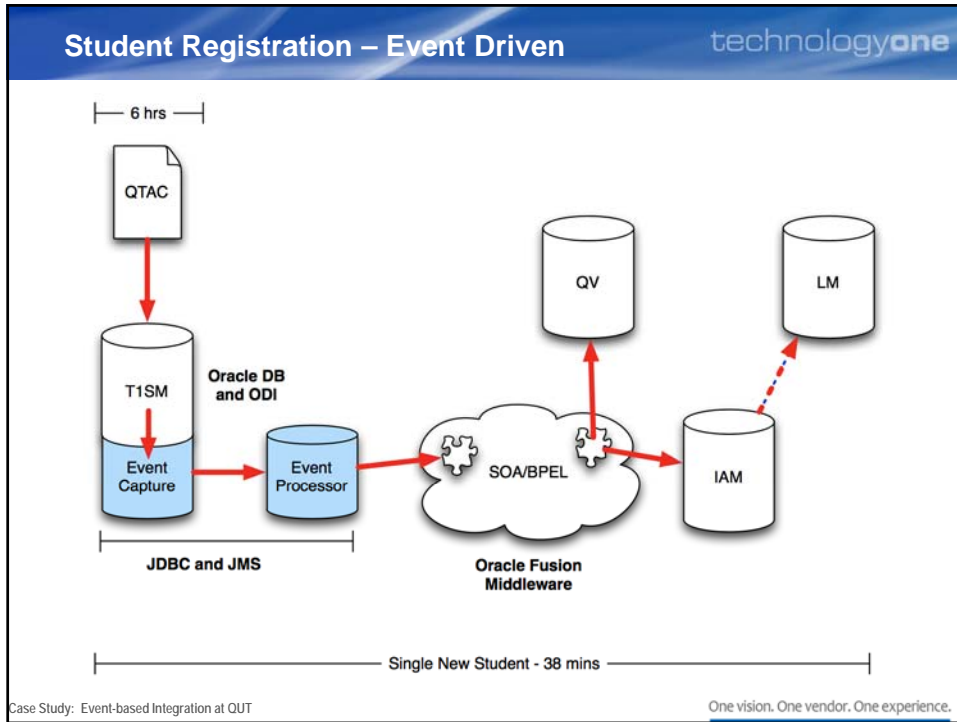 Student Registration – Event Driven
technologyone
6 hrs
QTAC
QV
LM
T1SM
Oracle DB
and ODI
Event
Capture
Event
Processor
SOA/BPEL
IAM
JDBC and JMS
Oracle Fusion
Middleware
Single New Student - 38 mins
Case Study: Event-based Integration at QUT
One vision. One vendor. One experience.